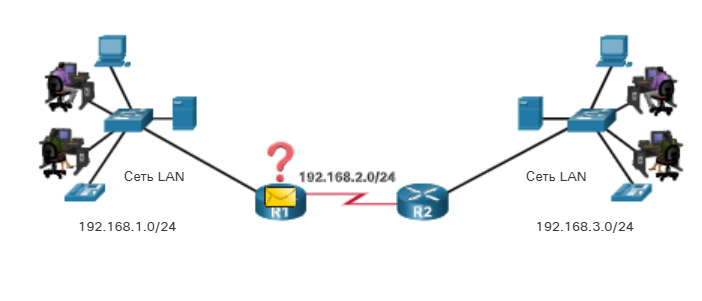 ?
192.168.2.0/24
Сеть LAN
Сеть LAN
R1
R2
192.168.1.0/24
192.168.3.0/24